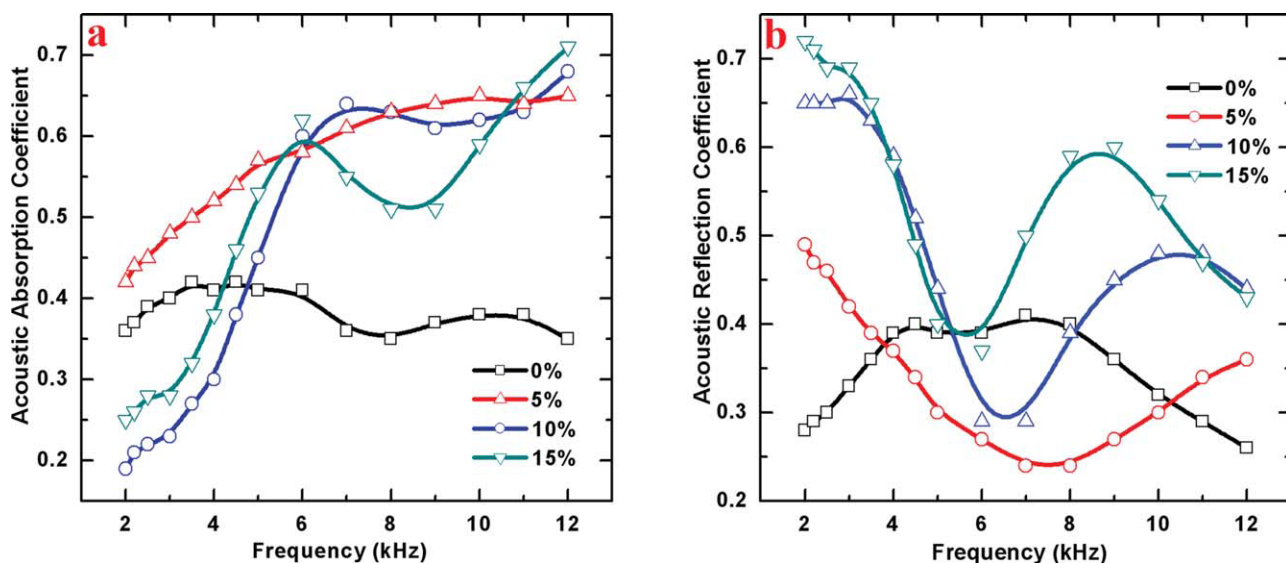 a
Acoustic Absorption Coefficient
0.7
0.6
0.5
0.4
0.3
0.2
0%
5%
10%
15%
2 4 6 8 10 12
Frequency (kHz)
b
Acoustic Reflection Coefficient
0.7
0.6
0.5
0.4
0.3
0.2
0%
5%
10%
15%
2 4 6 8 10 12
Frequency (kHz)